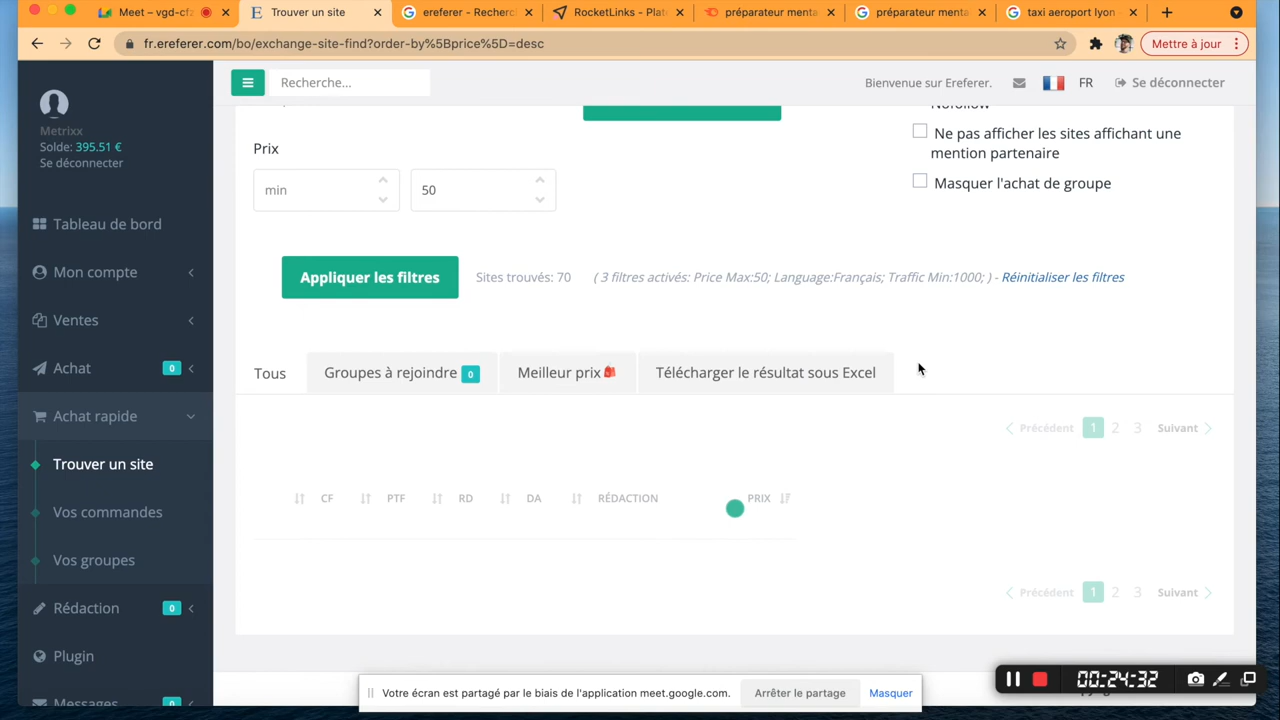 Meet – vgd-cfz
Trouver un site
ereferer - Recherc
RocketLinks - Plate
préparateur menta
préparateur menta
taxi aeroport lyon -
fr.ereferer.com/bo/exchange-site-find?order-by%5Bprice%5D=desc
Mettre à jour
Recherche...
Bienvenue sur Ereferer.
FR
Se déconnecter
Metrixx
Solde: 395.51 €
Se déconnecter
Tableau de bord
Mon compte
Ventes
Achat 0
Achat rapide
Trouver un site
Vos commandes
Vos groupes
Rédaction 0
Plugin
Messages 0
Nofollow
Ne pas afficher les sites affichant une
mention partenaire
Masquer l'achat de groupe
Prix
min
50
Appliquer les filtres
Sites trouvés: 70
( 3 filtres activés: Price Max:50; Language:Français; Traffic Min:1000; ) - Réinitialiser les filtres
Tous
Groupes à rejoindre 0
Meilleur prix
Télécharger le résultat sous Excel
Précédent 1 2 3 Suivant
CF PTF RD DA RÉDACTION PRIX
Précédent 1 2 3 Suivant
Votre écran est partagé par le biais de l'application meet.google.com.
Arrêter le partage
Masquer
00:24:32